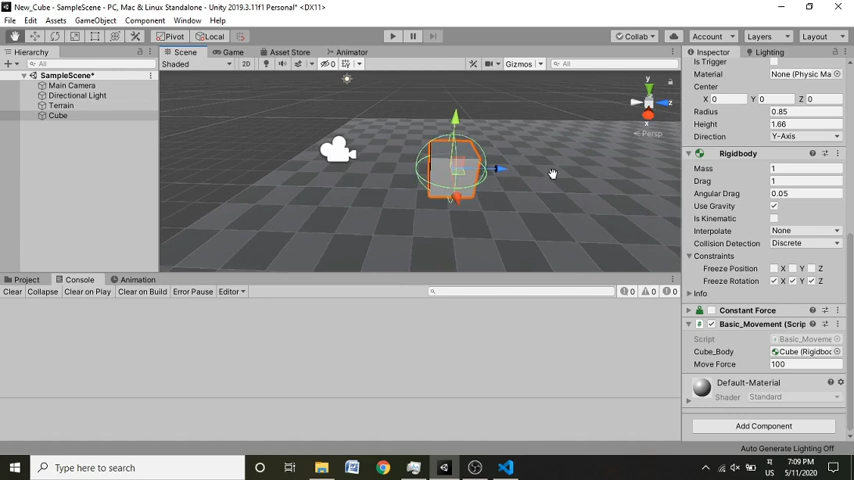 New_Cube - SampleScene - PC, Mac & Linux Standalone - Unity 2019.3.11f1 Personal* <DX11>
File Edit Assets GameObject Component Window Help
Pivot Local Collab Account Layers Layout
Hierarchy Scene Game Asset Store Animator Inspector Lighting
All Shaded 2D 0 Gizmos All
SampleScene*
Main Camera
Directional Light
Terrain
Cube
y
z
x
Persp
Is Trigger
Material None (Physic Ma
Center
X 0 Y 0 Z 0
Radius 0.85
Height 1.66
Direction Y-Axis
Rigidbody
Mass 1
Drag 1
Angular Drag 0.05
Use Gravity
Is Kinematic
Interpolate None
Collision Detection Discrete
Constraints
Freeze Position X Y Z
Freeze Rotation X Y Z
Info
Constant Force
Basic_Movement (Scrip
Script Basic_Moveme
Cube_Body Cube (Rigidboc
Move Force 100
Default-Material
Shader Standard
Add Component
Project Console Animation
Clear Collapse Clear on Play Clear on Build Error Pause Editor 0 0 0
Auto Generate Lighting Off
Type here to search
7:09 PM
US 5/11/2020